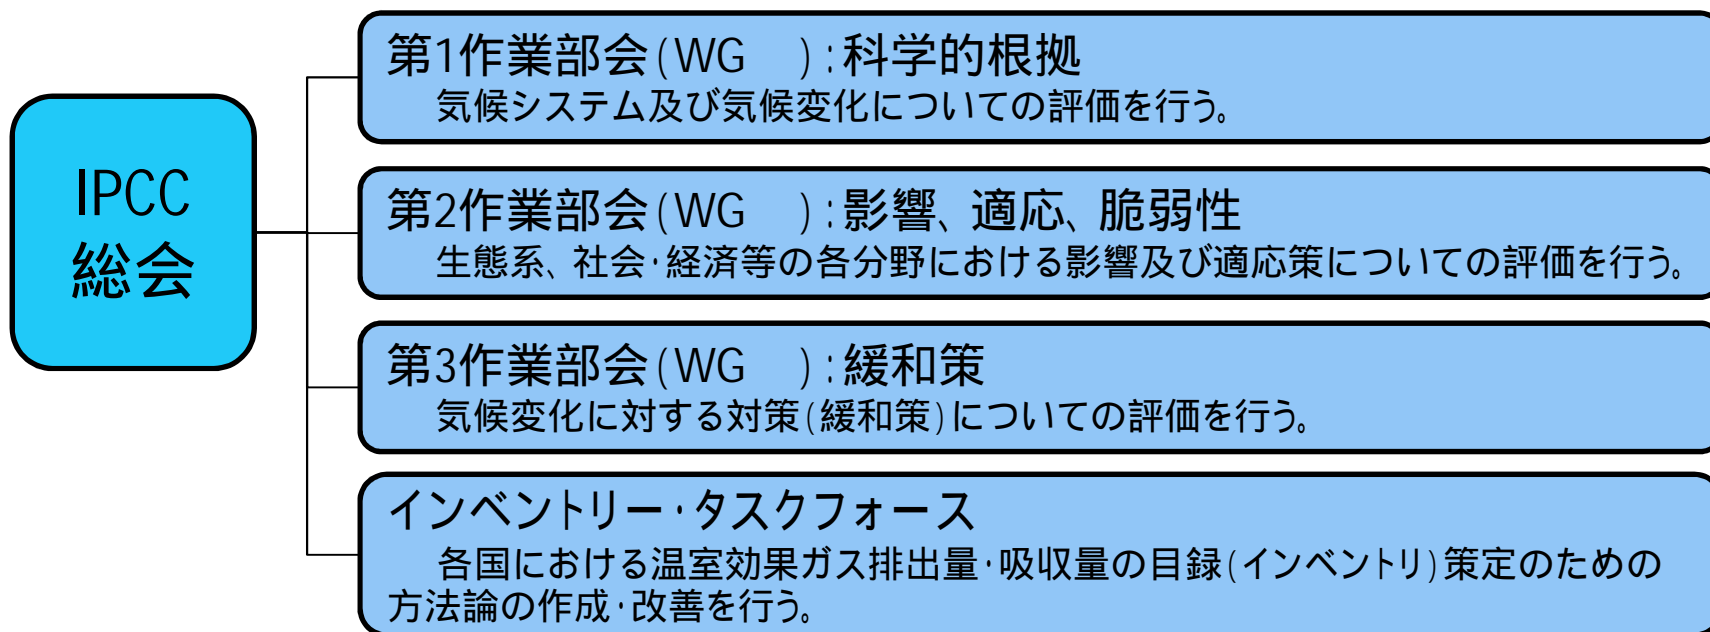 IPCC
総会
第1作業部会(WG　):科学的根拠
気候システム及び気候変化についての評価を行う。
第2作業部会(WG　):影響、適応、脆弱性
生態系、社会・経済等の各分野における影響及び適応策についての評価を行う。
第3作業部会(WG　):緩和策
気候変化に対する対策(緩和策)についての評価を行う。
インベントリー・タスクフォース
各国における温室効果ガス排出量・吸収量の目録(インベントリ)策定のための
方法論の作成・改善を行う。